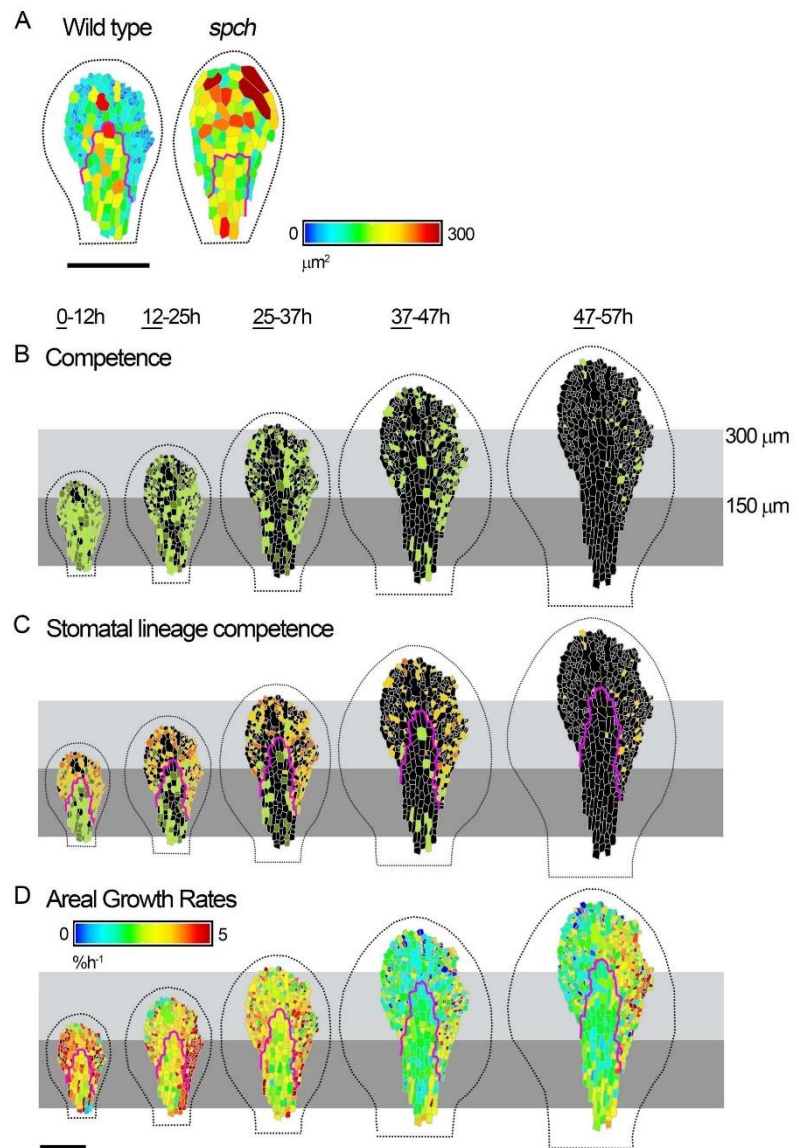 A
Wild type spch
0 300
μm²
0-12h 12-25h 25-37h 37-47h 47-57h
B Competence
300 μm
150 μm
C Stomatal lineage competence
D Areal Growth Rates
0 5
%h⁻¹